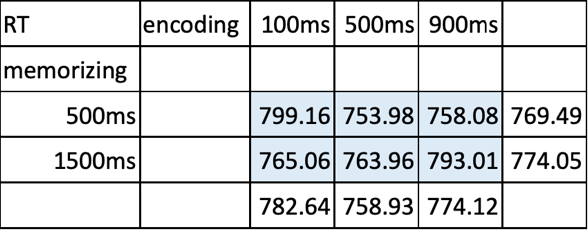 RT encoding 100ms 500ms 900ms
memorizing
500ms 799.16 753.98 758.08 769.49
1500ms 765.06 763.96 793.01 774.05
782.64 758.93 774.12